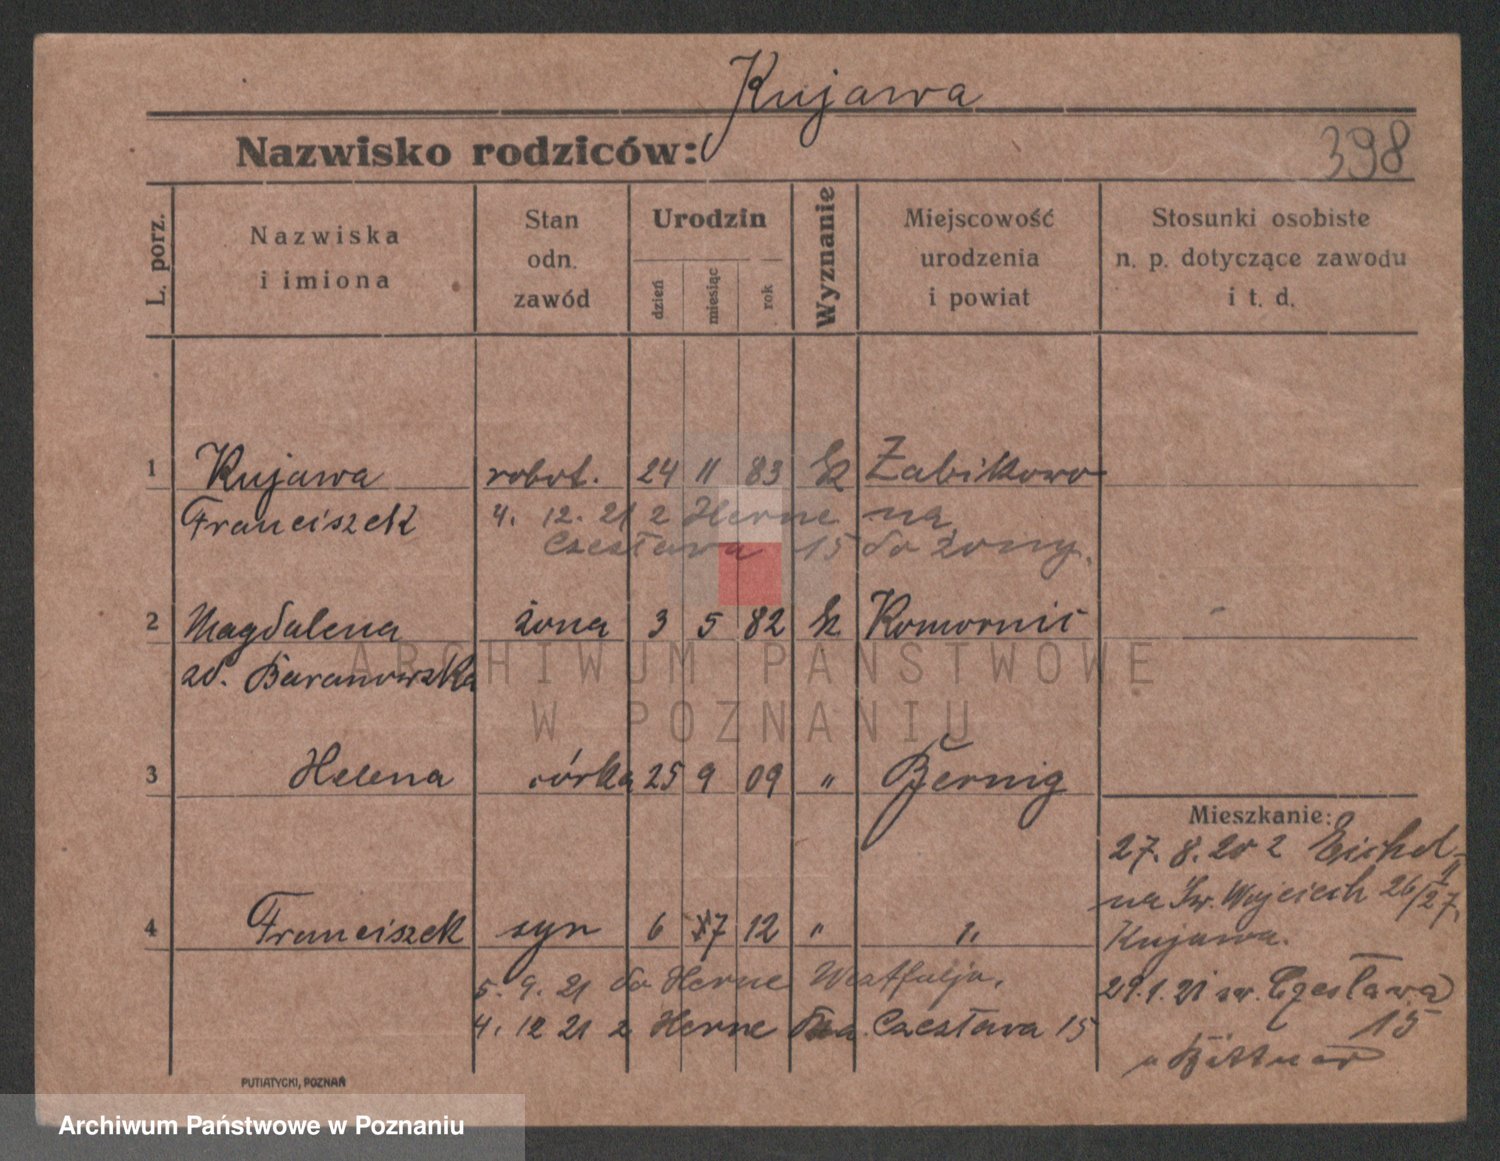 Kujawa
Nazwisko rodziców:
398
L. porz.
Nazwiska
i imiona
Stan
odn.
zawód
Urodzin
dzień
miesiąc
rok
Wyznanie
Miejscowość
urodzenia
i powiat
Stosunki osobiste
n. p. dotyczące zawodu
i t. d.
1 Kujawa robot. 24 11 83 k Żabikowo
Franciszek 4. 12. 21 z Herne na
Czesława 15 do żony.
2 Magdalena żona 3 5 82 k Komornic
zd. Baranowska
ARCHIWUM PAŃSTWOWE
W POZNANIU
3 Helena córka 25 9 09 "
Mieszkanie:
27. 8. 20 z Eichel-
na Św. Wojciech 26/27,
4 Franciszek syn 6 7 12 " "
Kujawa.
5. 9. 21 do Herne Westfalja.
29. 1. 21 Czesława
15
4. 12 21 z Herne na Czesława 15
u Bittner
PUTIATYCKI, POZNAŃ
Archiwum Państwowe w Poznaniu